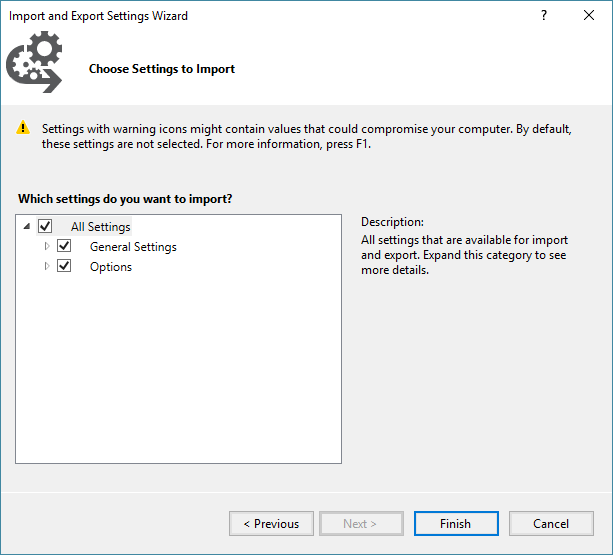 Import and Export Settings Wizard
?
Choose Settings to Import
Settings with warning icons might contain values that could compromise your computer. By default,
these settings are not selected. For more information, press F1.
Which settings do you want to import?
All Settings
General Settings
Options
Description:
All settings that are available for import
and export. Expand this category to see
more details.
< Previous
Next >
Finish
Cancel